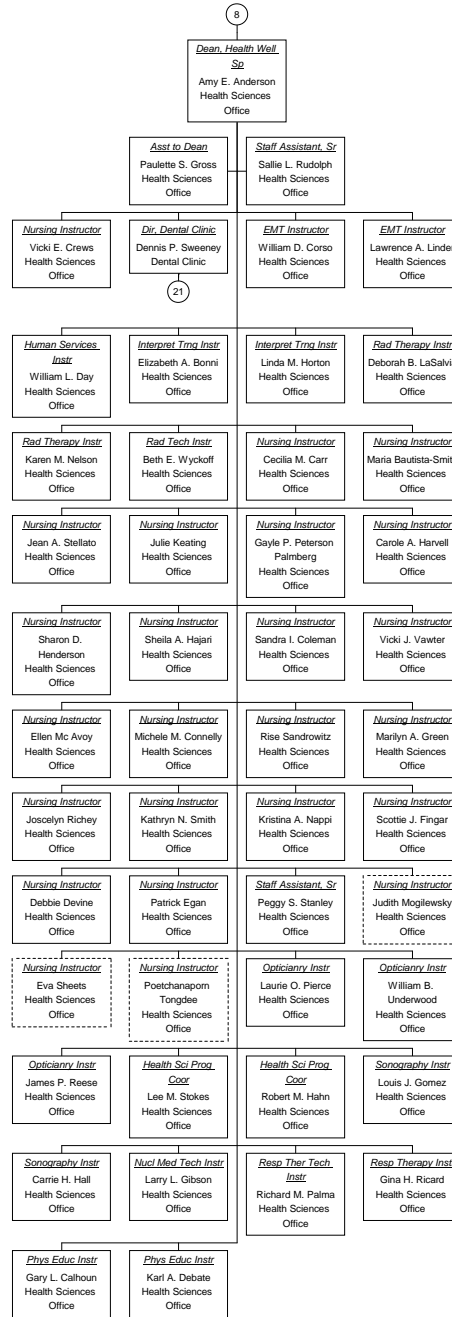 8
Dean, Health Well
Sp
Amy E. Anderson
Health Sciences
Office
Asst to Dean
Paulette S. Gross
Health Sciences
Office
Staff Assistant, Sr
Sallie L. Rudolph
Health Sciences
Office
Nursing Instructor
Vicki E. Crews
Health Sciences
Office
Dir, Dental Clinic
Dennis P. Sweeney
Dental Clinic
21
EMT Instructor
William D. Corso
Health Sciences
Office
EMT Instructor
Lawrence A. Linder
Health Sciences
Office
Human Services
Instr
William L. Day
Health Sciences
Office
Interpret Trng Instr
Elizabeth A. Bonni
Health Sciences
Office
Interpret Trng Instr
Linda M. Horton
Health Sciences
Office
Rad Therapy Instr
Deborah B. LaSalvia
Health Sciences
Office
Rad Therapy Instr
Karen M. Nelson
Health Sciences
Office
Rad Tech Instr
Beth E. Wyckoff
Health Sciences
Office
Nursing Instructor
Cecilia M. Carr
Health Sciences
Office
Nursing Instructor
Maria Bautista-Smith
Health Sciences
Office
Nursing Instructor
Jean A. Stellato
Health Sciences
Office
Nursing Instructor
Julie Keating
Health Sciences
Office
Nursing Instructor
Gayle P. Peterson
Palmberg
Health Sciences
Office
Nursing Instructor
Carole A. Harvell
Health Sciences
Office
Nursing Instructor
Sharon D.
Henderson
Health Sciences
Office
Nursing Instructor
Sheila A. Hajari
Health Sciences
Office
Nursing Instructor
Sandra I. Coleman
Health Sciences
Office
Nursing Instructor
Vicki J. Vawter
Health Sciences
Office
Nursing Instructor
Ellen Mc Avoy
Health Sciences
Office
Nursing Instructor
Michele M. Connelly
Health Sciences
Office
Nursing Instructor
Rise Sandrowitz
Health Sciences
Office
Nursing Instructor
Marilyn A. Green
Health Sciences
Office
Nursing Instructor
Joscelyn Richey
Health Sciences
Office
Nursing Instructor
Kathryn N. Smith
Health Sciences
Office
Nursing Instructor
Kristina A. Nappi
Health Sciences
Office
Nursing Instructor
Scottie J. Fingar
Health Sciences
Office
Nursing Instructor
Debbie Devine
Health Sciences
Office
Nursing Instructor
Patrick Egan
Health Sciences
Office
Staff Assistant, Sr
Peggy S. Stanley
Health Sciences
Office
Nursing Instructor
Judith Mogilewsky
Health Sciences
Office
Nursing Instructor
Eva Sheets
Health Sciences
Office
Nursing Instructor
Poetchanaporn
Tongdee
Health Sciences
Office
Opticianry Instr
Laurie O. Pierce
Health Sciences
Office
Opticianry Instr
William B.
Underwood
Health Sciences
Office
Opticianry Instr
James P. Reese
Health Sciences
Office
Health Sci Prog
Coor
Lee M. Stokes
Health Sciences
Office
Health Sci Prog
Coor
Robert M. Hahn
Health Sciences
Office
Sonography Instr
Louis J. Gomez
Health Sciences
Office
Sonography Instr
Carrie H. Hall
Health Sciences
Office
Nucl Med Tech Instr
Larry L. Gibson
Health Sciences
Office
Resp Ther Tech
Instr
Richard M. Palma
Health Sciences
Office
Resp Therapy Instr
Gina H. Ricard
Health Sciences
Office
Phys Educ Instr
Gary L. Calhoun
Health Sciences
Office
Phys Educ Instr
Karl A. Debate
Health Sciences
Office